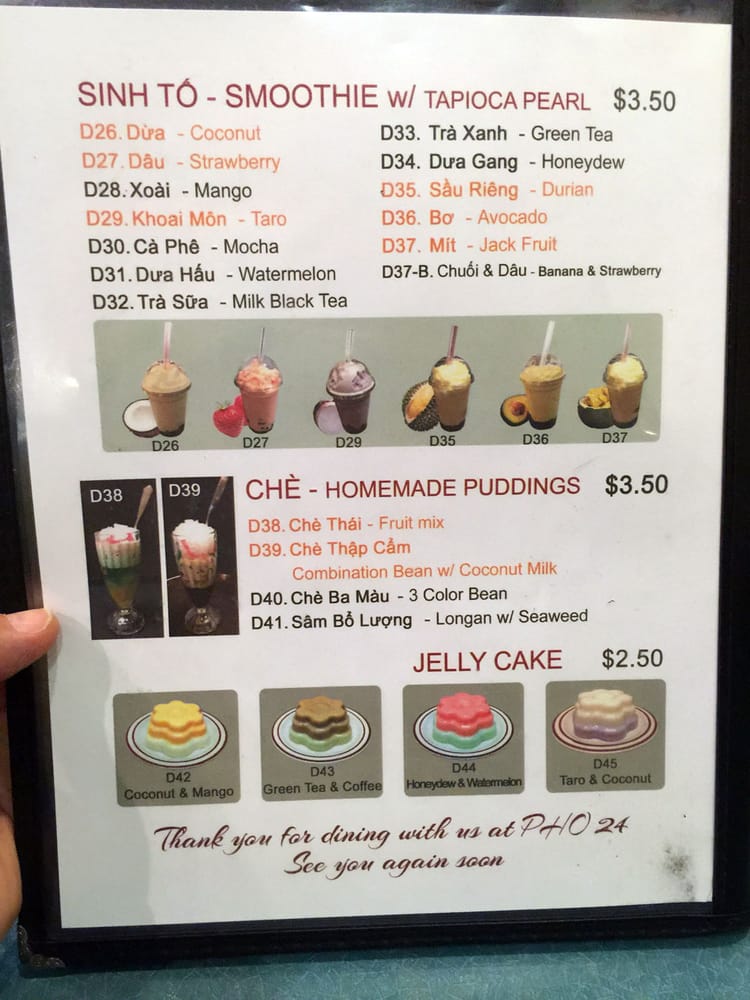 SINH TỐ - SMOOTHIE w/ TAPIOCA PEARL $3.50
D26. Dừa - Coconut
D27. Dâu - Strawberry
D28. Xoài - Mango
D29. Khoai Môn - Taro
D30. Cà Phê - Mocha
D31. Dưa Hấu - Watermelon
D32. Trà Sữa - Milk Black Tea
D33. Trà Xanh - Green Tea
D34. Dưa Gang - Honeydew
D35. Sầu Riêng - Durian
D36. Bơ - Avocado
D37. Mít - Jack Fruit
D37-B. Chuối & Dâu - Banana & Strawberry
D26 D27 D29 D35 D36 D37
D38 D39
CHÈ - HOMEMADE PUDDINGS $3.50
D38. Chè Thái - Fruit mix
D39. Chè Thập Cẩm
Combination Bean w/ Coconut Milk
D40. Chè Ba Màu - 3 Color Bean
D41. Sâm Bổ Lượng - Longan w/ Seaweed
JELLY CAKE $2.50
D42
Coconut & Mango
D43
Green Tea & Coffee
D44
Honeydew & Watermelon
D45
Taro & Coconut
Thank you for dining with us at PHO 24
See you again soon